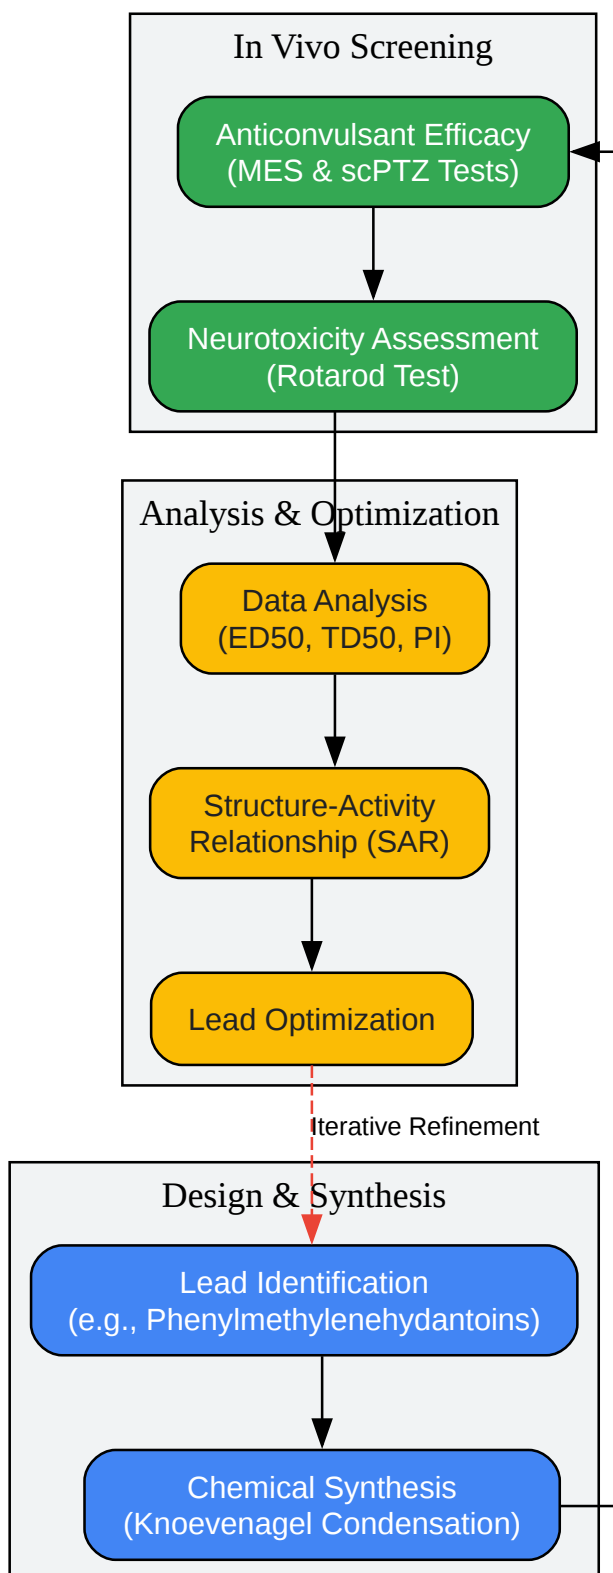 In Vivo Screening
Anticonvulsant Efficacy
(MES & scPTZ Tests)
Neurotoxicity Assessment
(Rotarod Test)
Analysis & Optimization
Data Analysis
(ED50, TD50, PI)
Structure-Activity
Relationship (SAR)
Lead Optimization
Iterative Refinement
Design & Synthesis
Lead Identification
(e.g., Phenylmethylenehydantoins)
Chemical Synthesis
(Knoevenagel Condensation)